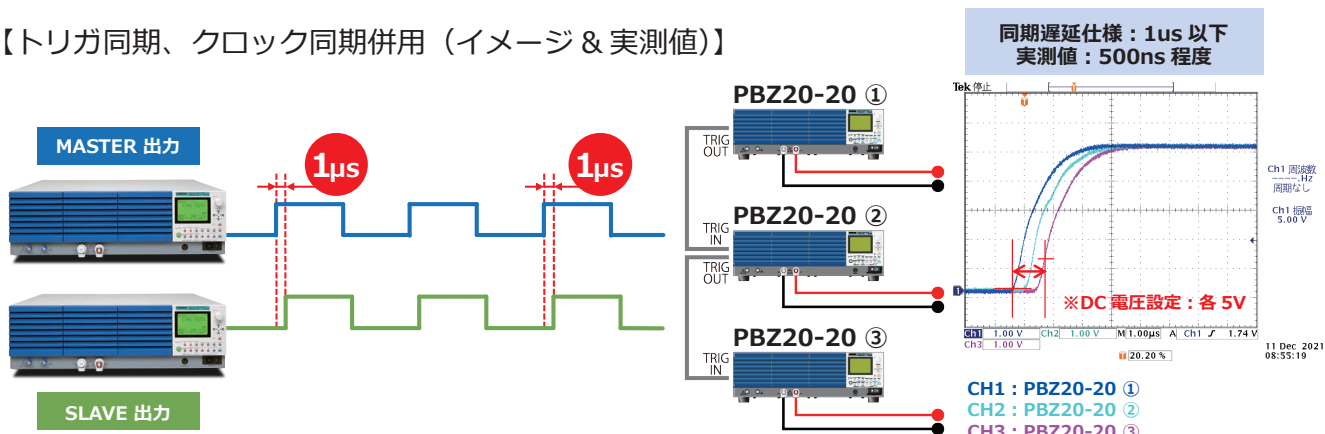 【トリガ同期、クロック同期併用（イメージ & 実測値）】
同期遅延仕様：1us 以下
実測値：500ns 程度
MASTER 出力
1µs
1µs
SLAVE 出力
PBZ20-20 ①
TRIG
OUT
PBZ20-20 ②
TRIG
IN
TRIG
OUT
PBZ20-20 ③
TRIG
IN
Tek 停止
Ch1 周波数
----.Hz
周期なし
Ch1 振幅
5.00 V
1
※DC 電圧設定：各 5V
Ch1 1.00 V Ch2 1.00 V M 1.00µs A Ch1 1.74 V
Ch3 1.00 V
20.20 %
11 Dec 2021
08:55:19
CH1：PBZ20-20 ①
CH2：PBZ20-20 ②
CH3：PBZ20-20 ③